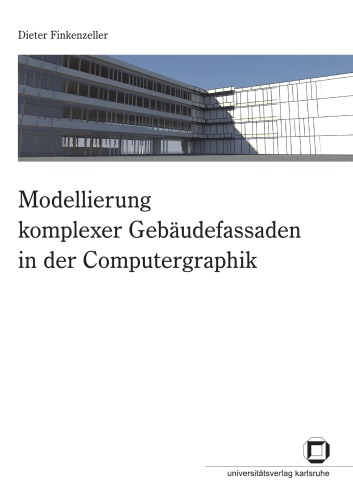 Dieter Finkenzeller
Modellierung
komplexer Gebäudefassaden
in der Computergraphik
universitätsverlag karlsruhe